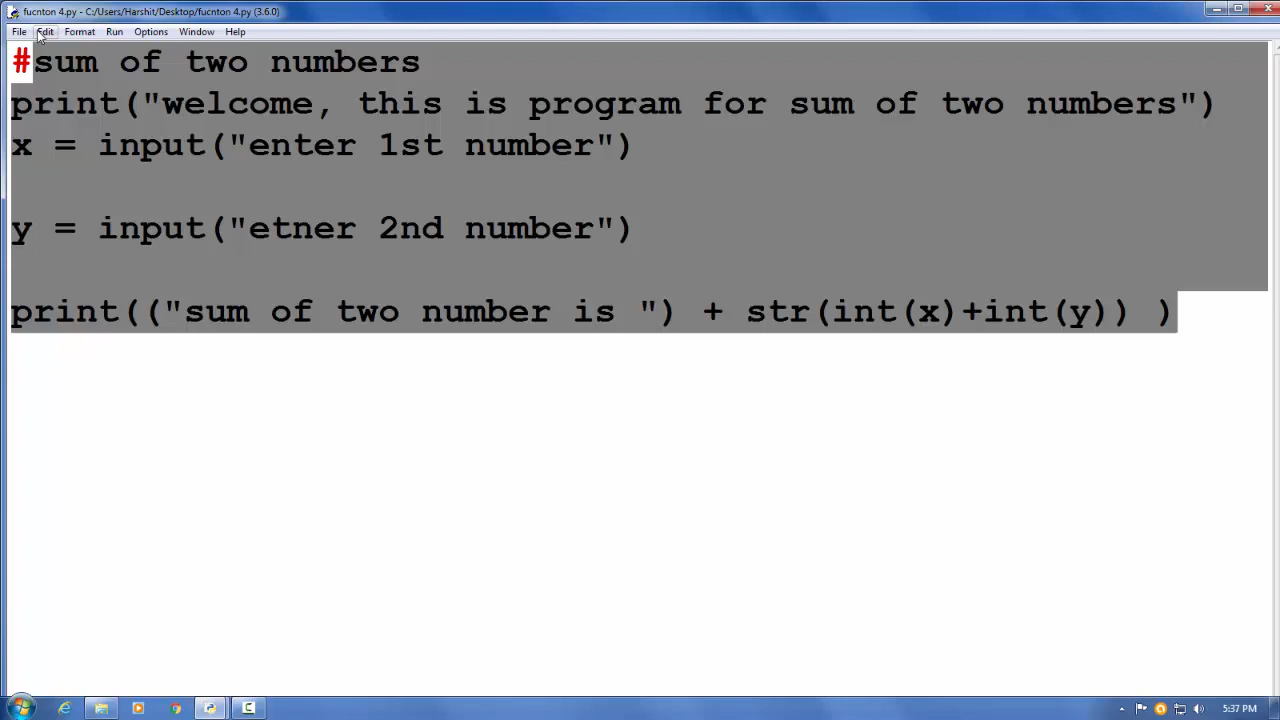 fucnton 4.py - C:/Users/Harshit/Desktop/fucnton 4.py (3.6.0)
File Edit Format Run Options Window Help
#sum of two numbers
print("welcome, this is program for sum of two numbers")
x = input("enter 1st number")
y = input("etner 2nd number")
print(("sum of two number is ") + str(int(x)+int(y)) )
5:37 PM